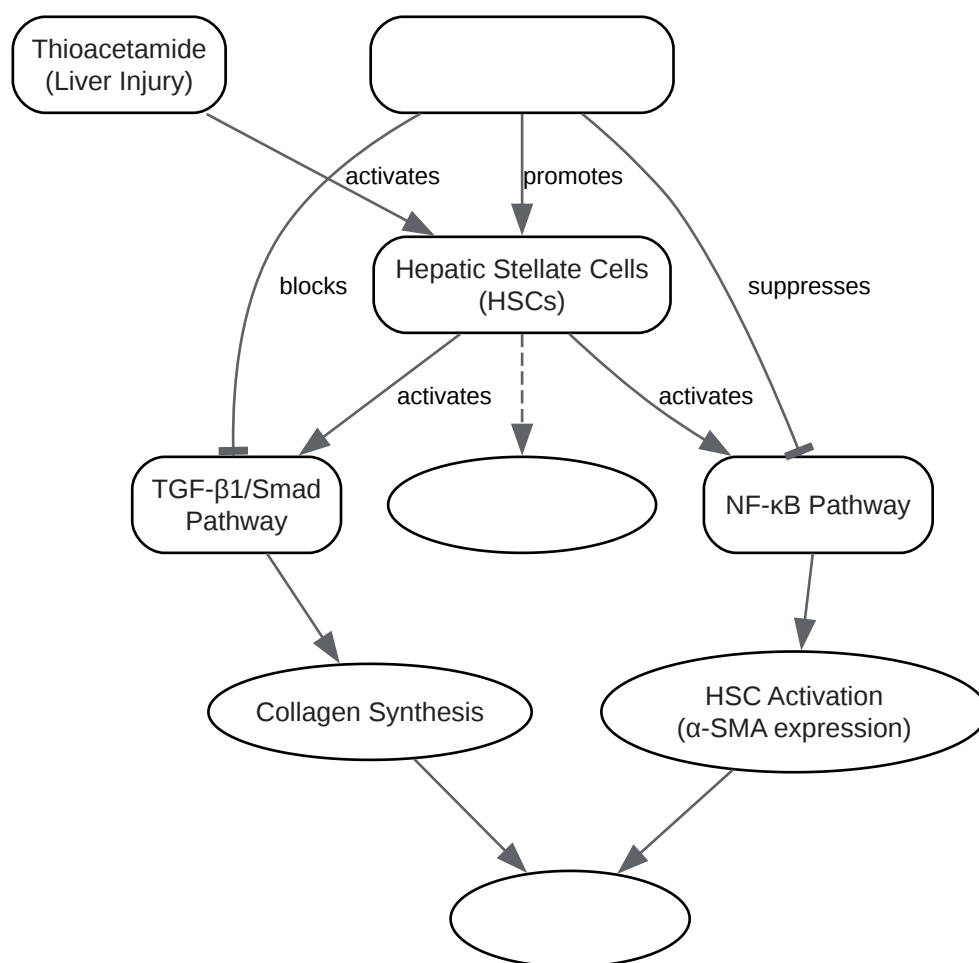 Thioacetamide
(Liver Injury)
activates
promotes
Hepatic Stellate Cells
(HSCs)
blocks
suppresses
activates
activates
TGF-β1/Smad
Pathway
NF-κB Pathway
Collagen Synthesis
HSC Activation
(α-SMA expression)